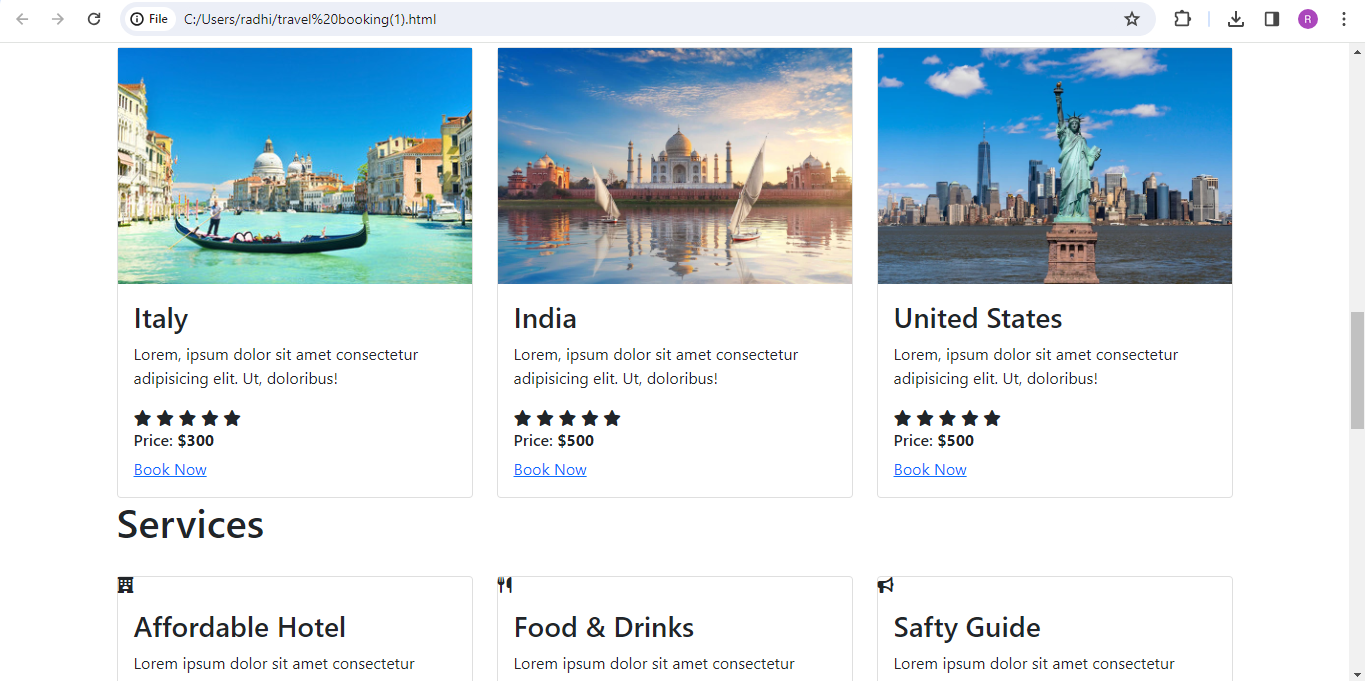 File
C:/Users/radhi/travel%20booking(1).html
R
Italy
Lorem, ipsum dolor sit amet consectetur
adipisicing elit. Ut, doloribus!
Price: $300
Book Now
India
Lorem, ipsum dolor sit amet consectetur
adipisicing elit. Ut, doloribus!
Price: $500
Book Now
United States
Lorem, ipsum dolor sit amet consectetur
adipisicing elit. Ut, doloribus!
Price: $500
Book Now
Services
Affordable Hotel
Lorem ipsum dolor sit amet consectetur
Food & Drinks
Lorem ipsum dolor sit amet consectetur
Safty Guide
Lorem ipsum dolor sit amet consectetur